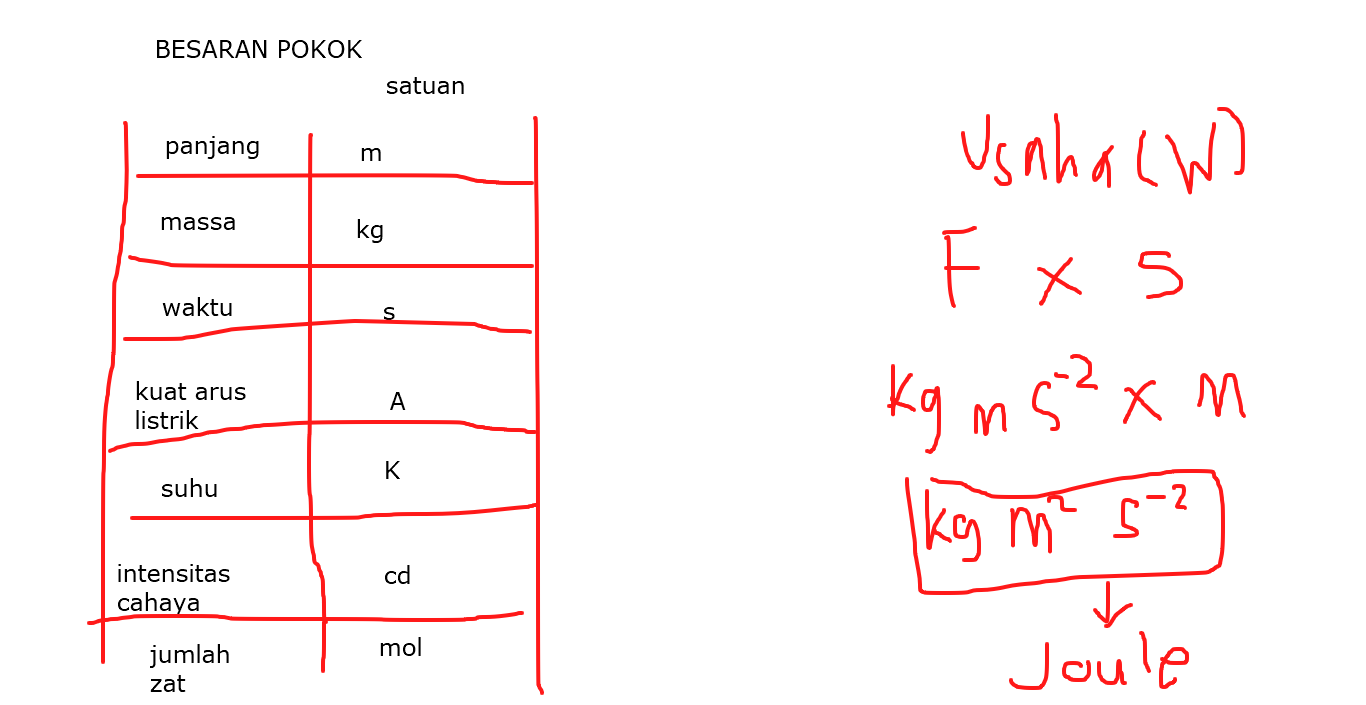 BESARAN POKOK
satuan
panjang m
massa kg
waktu s
kuat arus listrik A
suhu K
intensitas cahaya cd
jumlah zat mol
Usaha (W)
F x s
kg m s⁻² x m
kg m² s⁻²
Joule